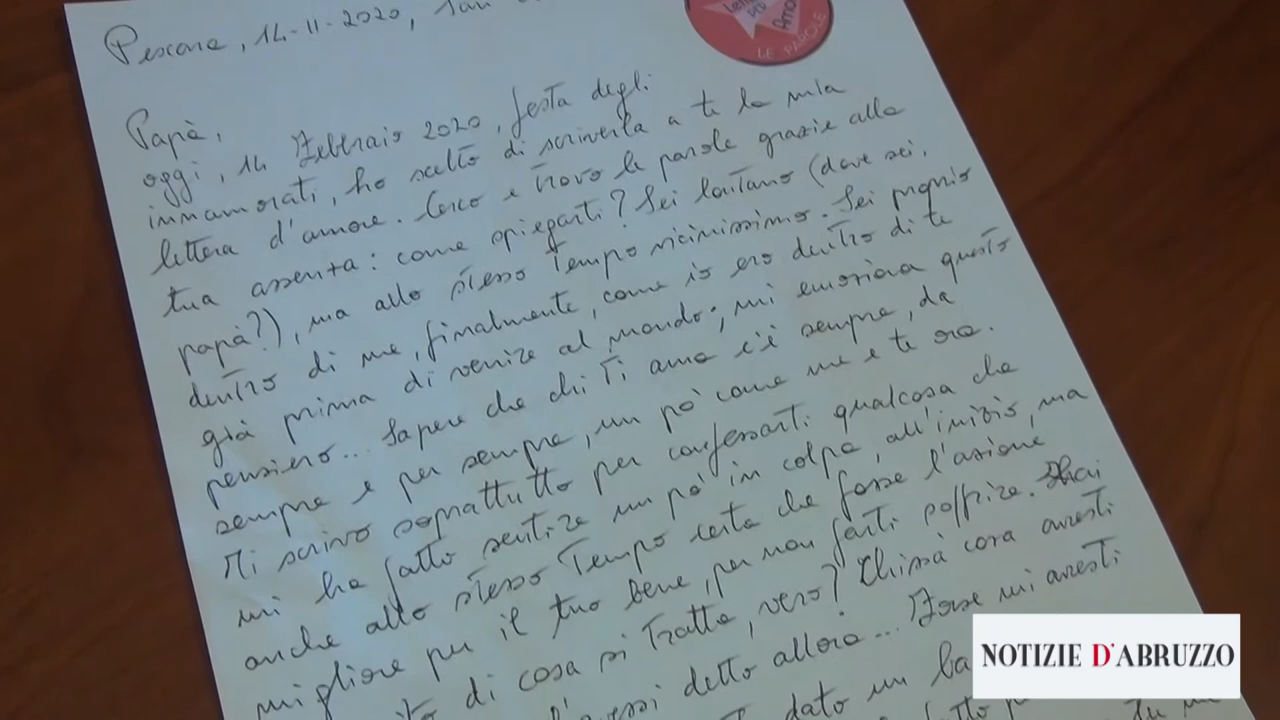 Pescara, 14-11-2020, San
LE PAROLE
Papà,
oggi, 14 Febbraio 2020, festa degli
innamorati, ho scelto di scriverla a te la mia
lettera d'amore. Cerco e trovo le parole grazie alla
tua assenza: come spiegarti? Sei lontano (dove sei,
papà?), ma allo stesso tempo vicinissimo. Sei proprio
dentro di me, finalmente, come io ero dentro di te
già prima di venire al mondo; mi emoziona questo
pensiero... Sapere che chi ti ama c'è sempre, da
sempre e per sempre, un pò come me e te ora.
Ti scrivo soprattutto per confessarti qualcosa che
mi ha fatto sentire un pò in colpa, all'inizio, ma
anche allo stesso tempo certa che fosse l'azione
migliore per il tuo bene, per non farti soffrire. Hai
di cosa si tratta, vero? Chissà cosa avresti
detto allora... Forse mi avresti
dato un
NOTIZIE D'ABRUZZO